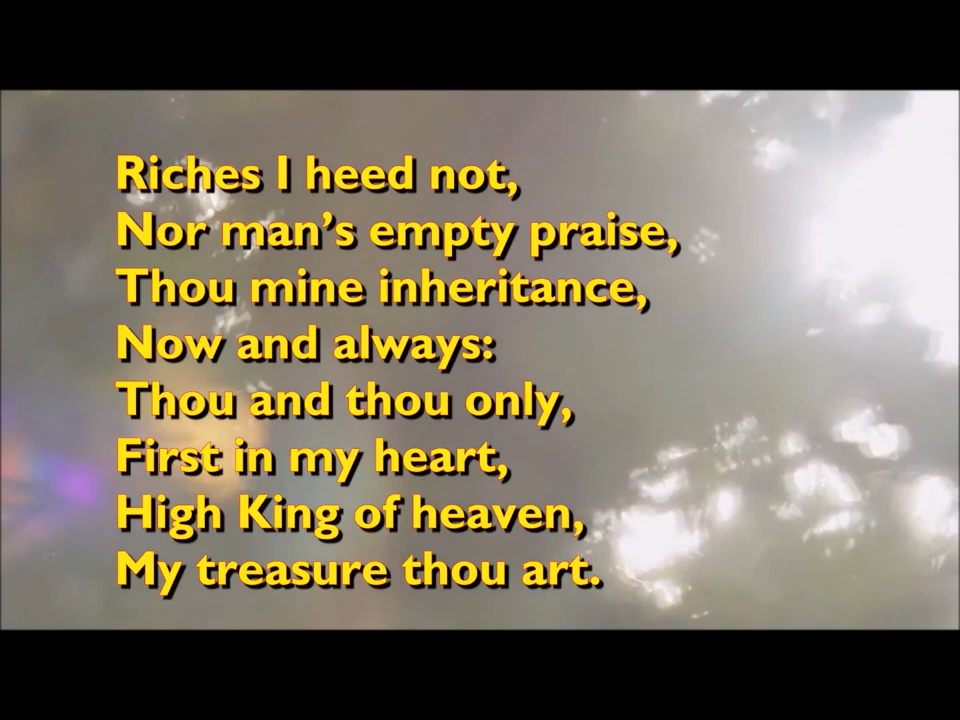 Riches I heed not,
Nor man’s empty praise,
Thou mine inheritance,
Now and always:
Thou and thou only,
First in my heart,
High King of heaven,
My treasure thou art.